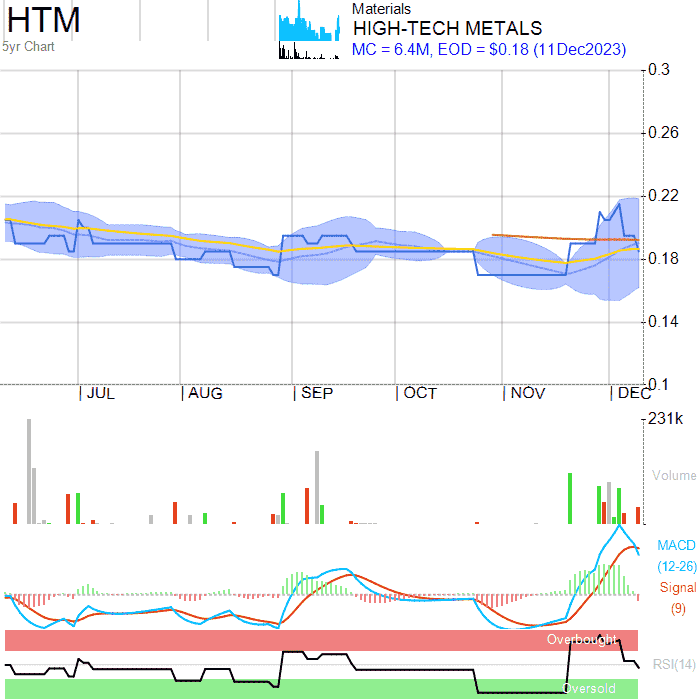 HTM
5yr Chart
Materials
HIGH-TECH METALS
MC = 6.4M, EOD = $0.18 (11Dec2023)
0.3
0.26
0.22
0.18
0.14
0.1
JUL AUG SEP OCT NOV DEC
231k
Volume
MACD
(12-26)
Signal
(9)
Overbought
RSI(14)
Oversold